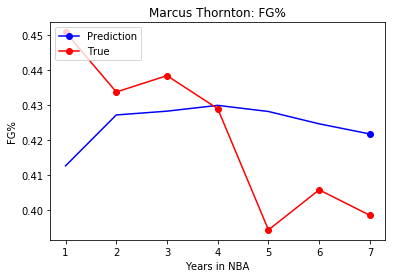 Marcus Thornton: FG%
Prediction
True
0.45
0.44
0.43
0.42
0.41
0.40
FG%
1 2 3 4 5 6 7
Years in NBA